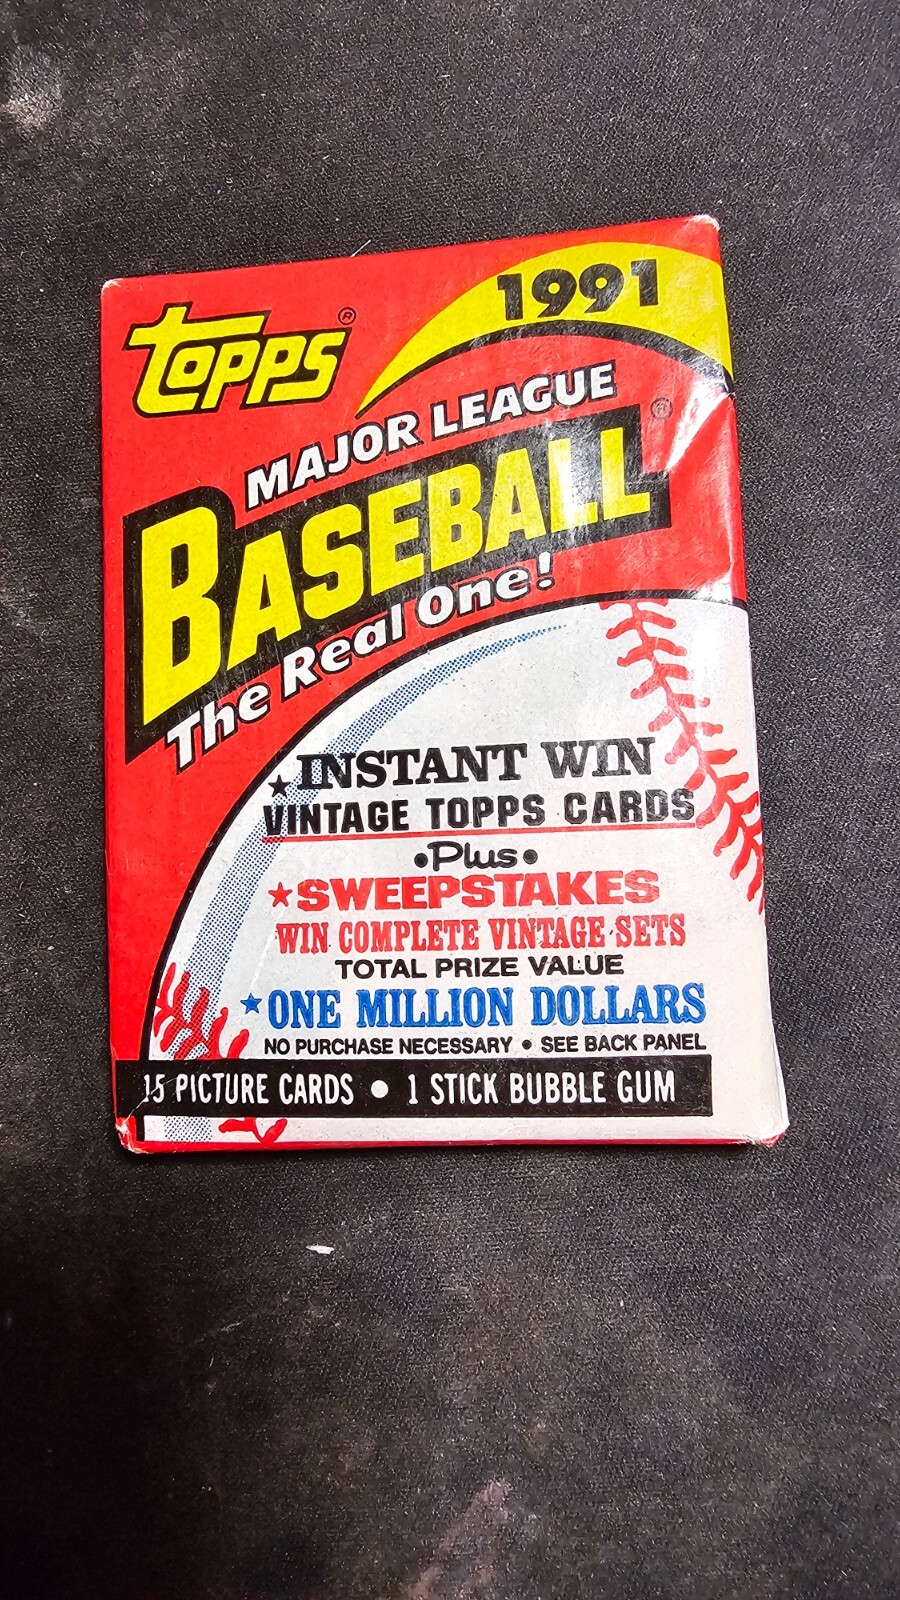 Topps®
1991
MAJOR LEAGUE
BASEBALL®
The Real One!
★INSTANT WIN
VINTAGE TOPPS CARDS
•Plus•
★SWEEPSTAKES
WIN COMPLETE VINTAGE SETS
TOTAL PRIZE VALUE
★ONE MILLION DOLLARS
NO PURCHASE NECESSARY • SEE BACK PANEL
15 PICTURE CARDS • 1 STICK BUBBLE GUM